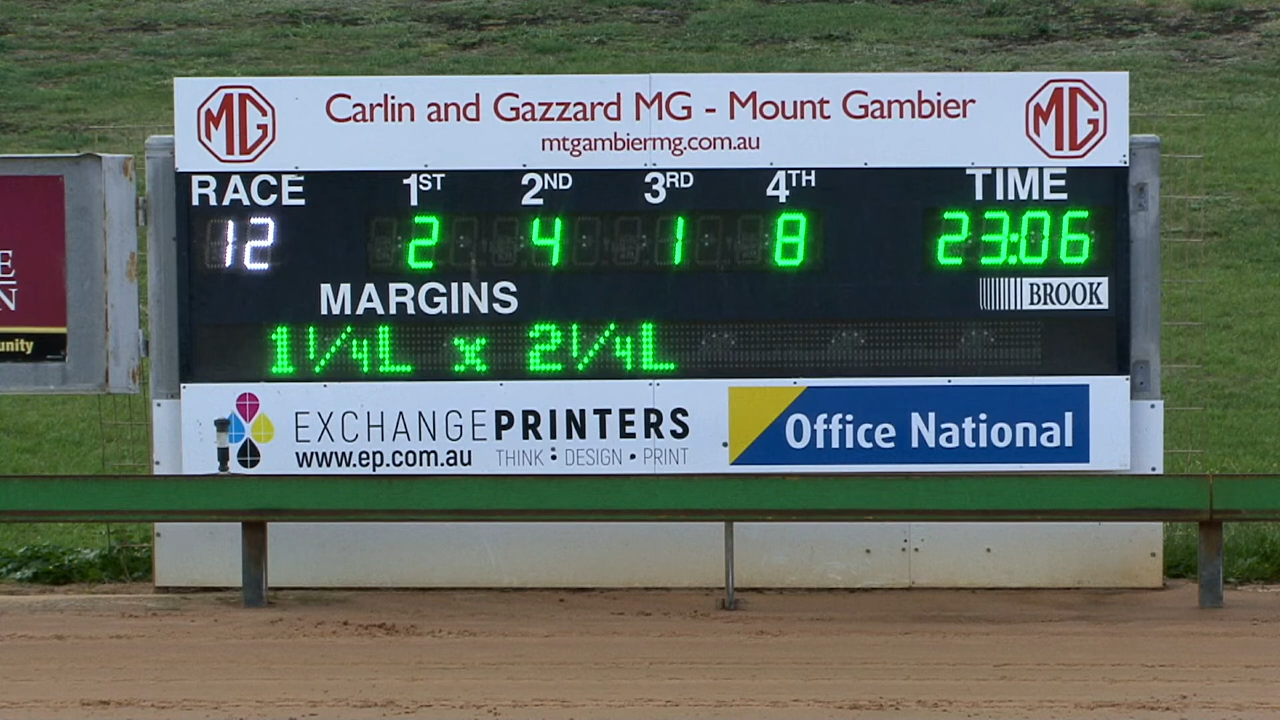 MG Carlin and Gazzard MG - Mount Gambier MG
mtgambiermg.com.au
RACE 1ST 2ND 3RD 4TH TIME
12 2 4 1 8 23:06
MARGINS
BROOK
1¼L x 2¼L
unity
EXCHANGEPRINTERS
www.ep.com.au THINK • DESIGN • PRINT
Office National